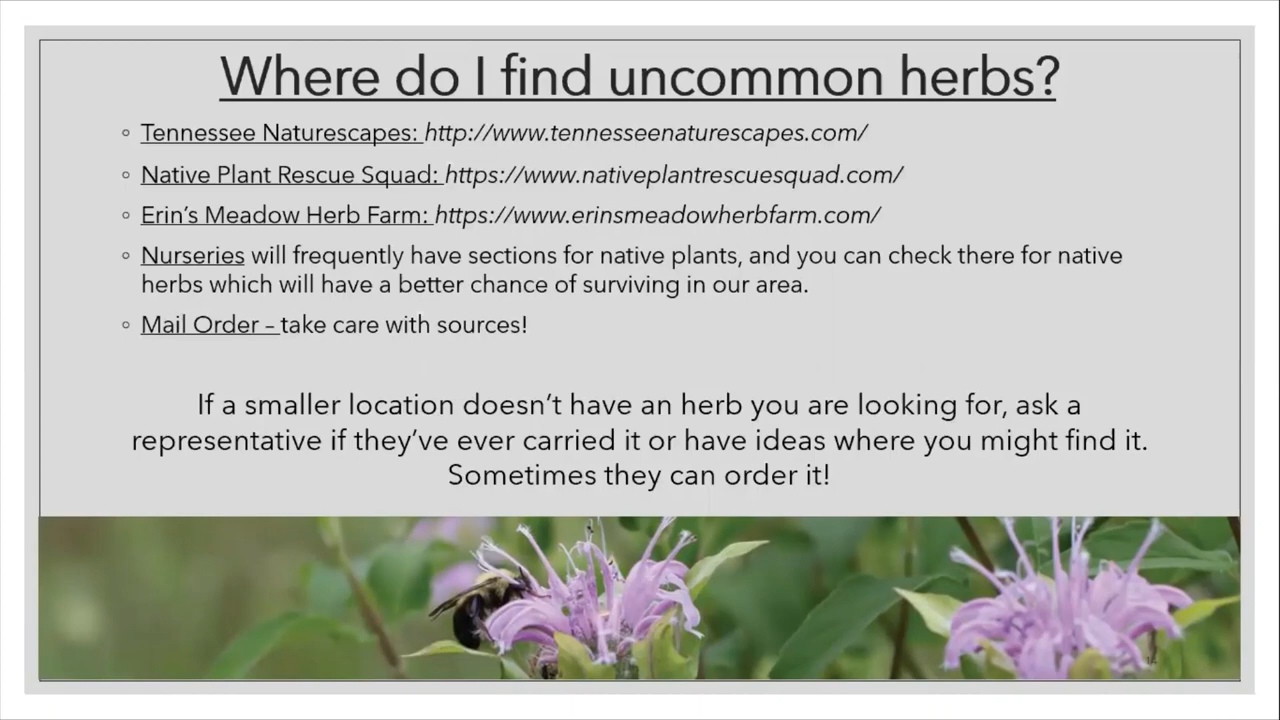 Where do I find uncommon herbs?
◦ Tennessee Naturescapes: http://www.tennesseenaturescapes.com/
◦ Native Plant Rescue Squad: https://www.nativeplantrescuesquad.com/
◦ Erin’s Meadow Herb Farm: https://www.erinsmeadowherbfarm.com/
◦ Nurseries will frequently have sections for native plants, and you can check there for native
herbs which will have a better chance of surviving in our area.
◦ Mail Order – take care with sources!
If a smaller location doesn’t have an herb you are looking for, ask a
representative if they’ve ever carried it or have ideas where you might find it.
Sometimes they can order it!